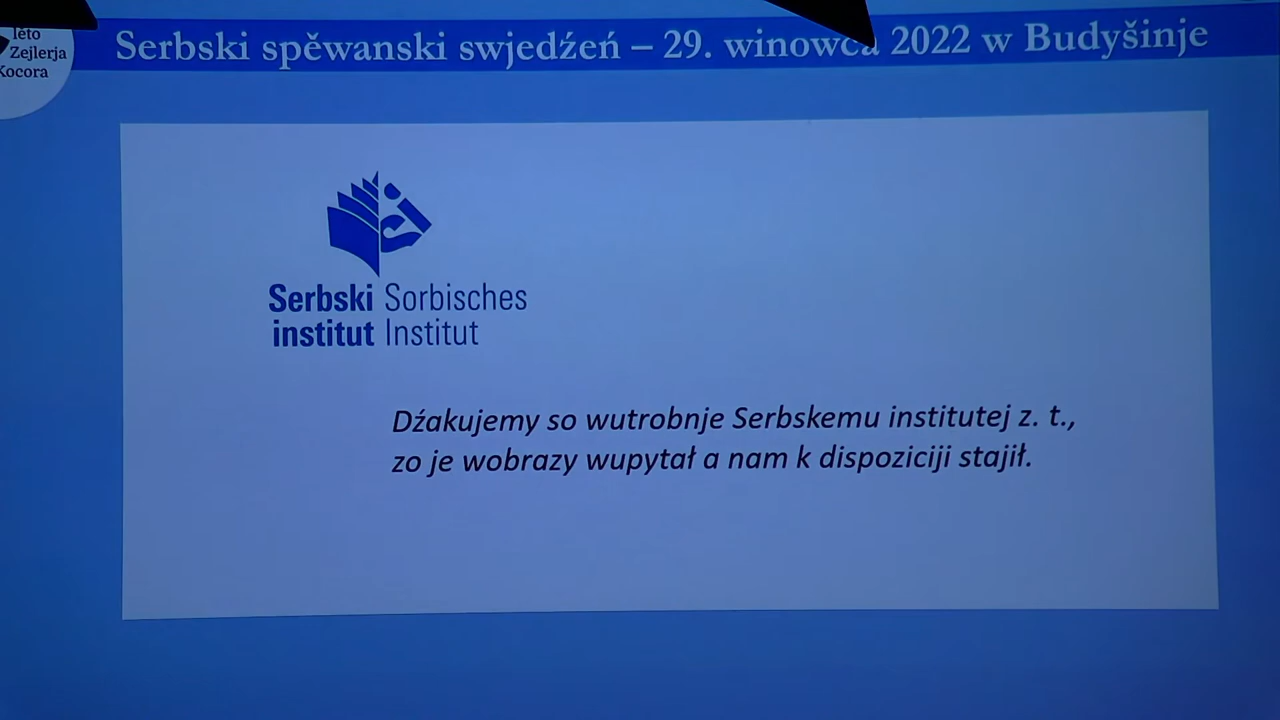 lěto
Zejlerja
Kocora
Serbski spěwanski swjedźeń – 29. winowca 2022 w Budyšinje
Serbski Sorbisches
institut Institut
Dźakujemy so wutrobnje Serbskemu institutej z. t.,
zo je wobrazy wupytał a nam k dispoziciji stajił.